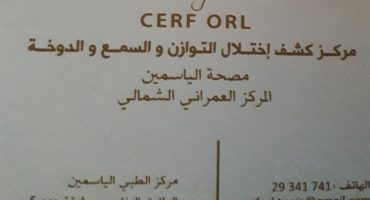 CERF ORL
مركز كشف إختلال التوازن و السمع و الدوخة
مصحة الياسمين
المركز العمراني الشمالي
الهاتف: 741 341 29
مركز الطبي الياسمين